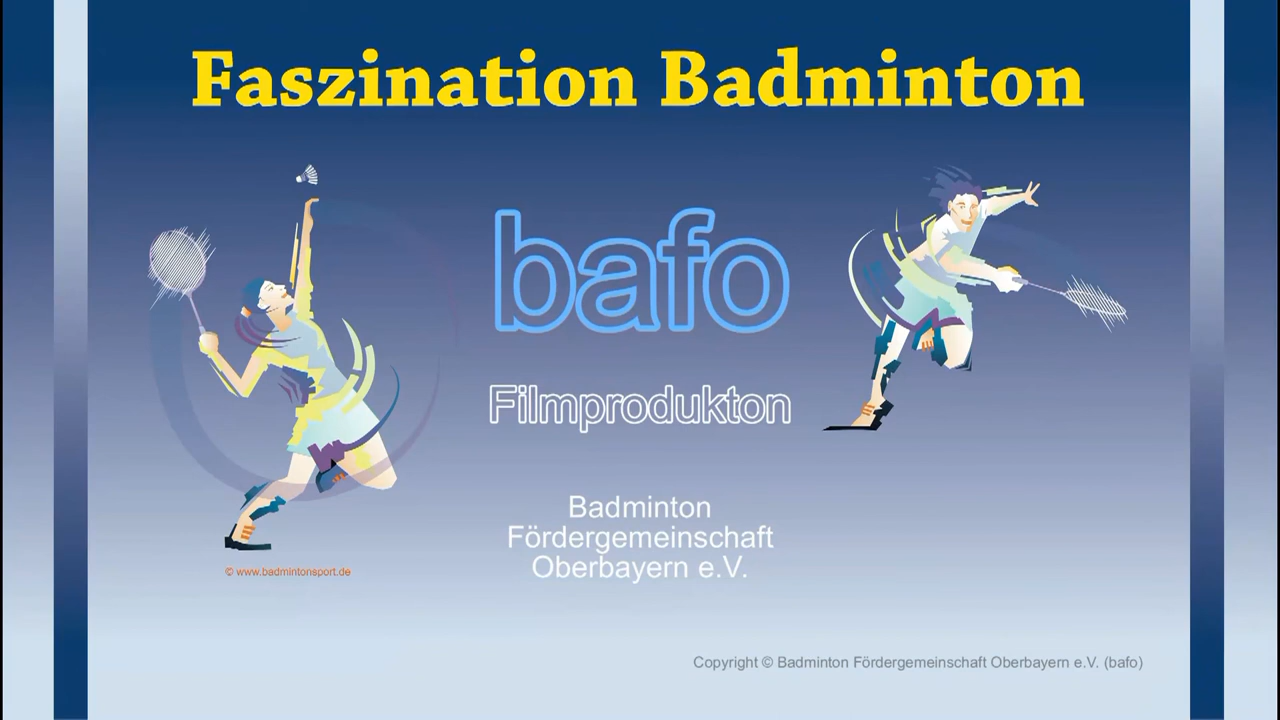 Faszination Badminton
bafo
Filmprodukton
Badminton
Fördergemeinschaft
Oberbayern e.V.
© www.badmintonsport.de
Copyright © Badminton Fördergemeinschaft Oberbayern e.V. (bafo)